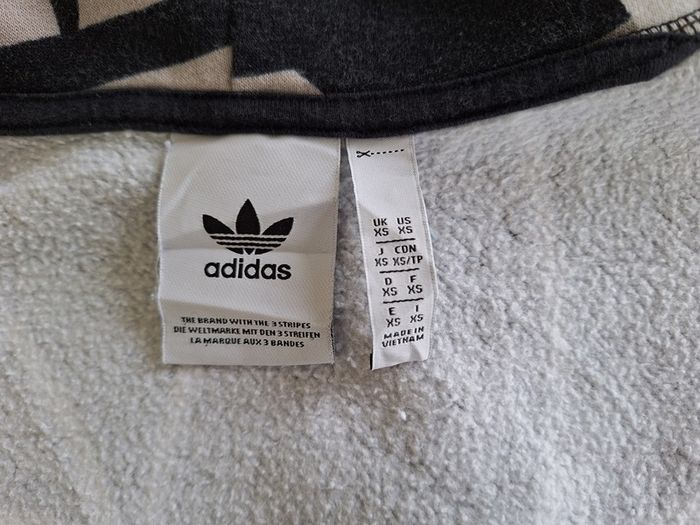 adidas
THE BRAND WITH THE 3 STRIPES
DIE WELTMARKE MIT DEN 3 STREIFEN
LA MARQUE AUX 3 BANDES
UK US
XS XS
J CDN
XS XS/TP
D F
XS XS
E I
XS XS
MADE IN
VIETNAM